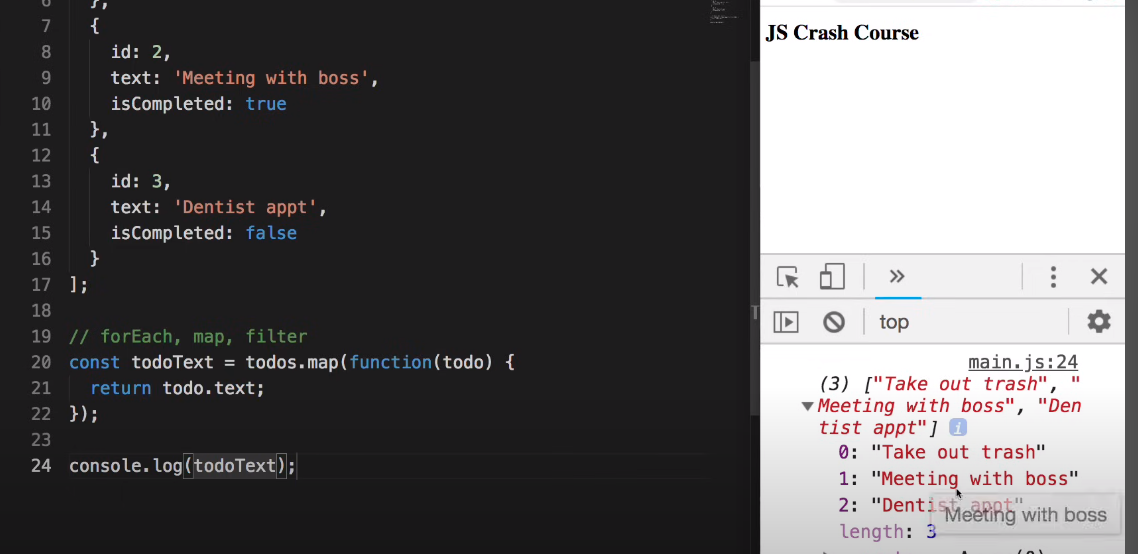 6 },
7 {
8 id: 2,
9 text: 'Meeting with boss',
10 isCompleted: true
11 },
12 {
13 id: 3,
14 text: 'Dentist appt',
15 isCompleted: false
16 }
17 ];
18
19 // forEach, map, filter
20 const todoText = todos.map(function(todo) {
21 return todo.text;
22 });
23
24 console.log(todoText);
JS Crash Course
top
main.js:24
(3) ["Take out trash", "
Meeting with boss", "Den
tist appt"] i
0: "Take out trash"
1: "Meeting with boss"
2: "Dentist appt"
Meeting with boss
length: 3